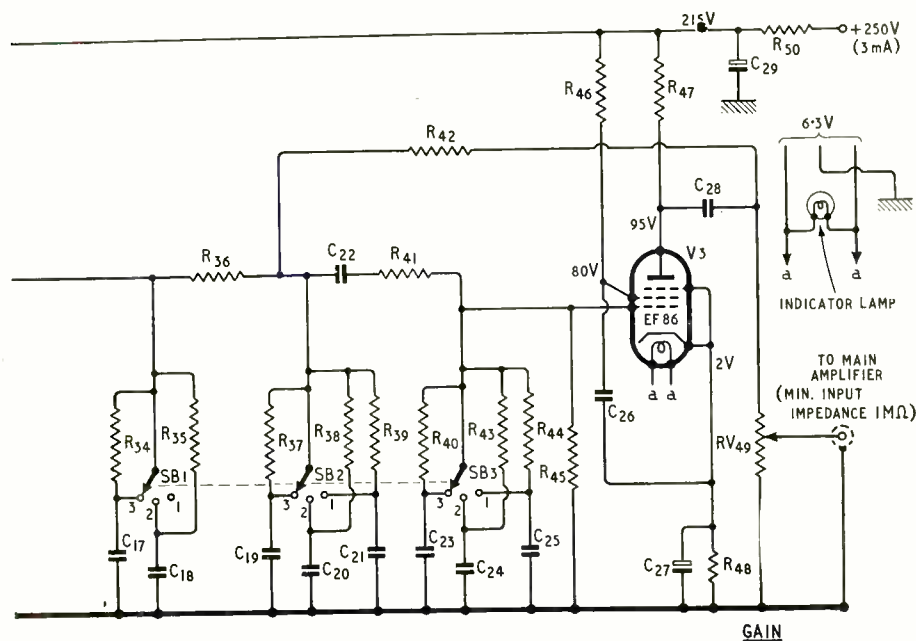 215V
R50
+250V
(3mA)
C29
R46
R47
R42
6·3V
C28
95V
a a
INDICATOR LAMP
R36
C22
R41
V3
80V
EF86
2V
a a
TO MAIN
AMPLIFIER
(MIN. INPUT
IMPEDANCE 1MΩ)
R34
R35
SB1
3 2 1
R37
R38
R39
SB2
3 2 1
R40
R43
R44
SB3
3 2 1
R45
C26
RV49
C17
C18
C19
C20
C21
C23
C24
C25
C27
R48
GAIN